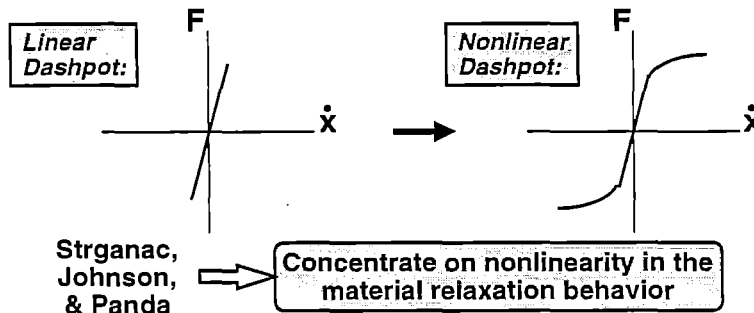 Linear
Dashpot:
F
ẋ
Nonlinear
Dashpot:
F
ẋ
Strganac,
Johnson,
& Panda
Concentrate on nonlinearity in the
material relaxation behavior